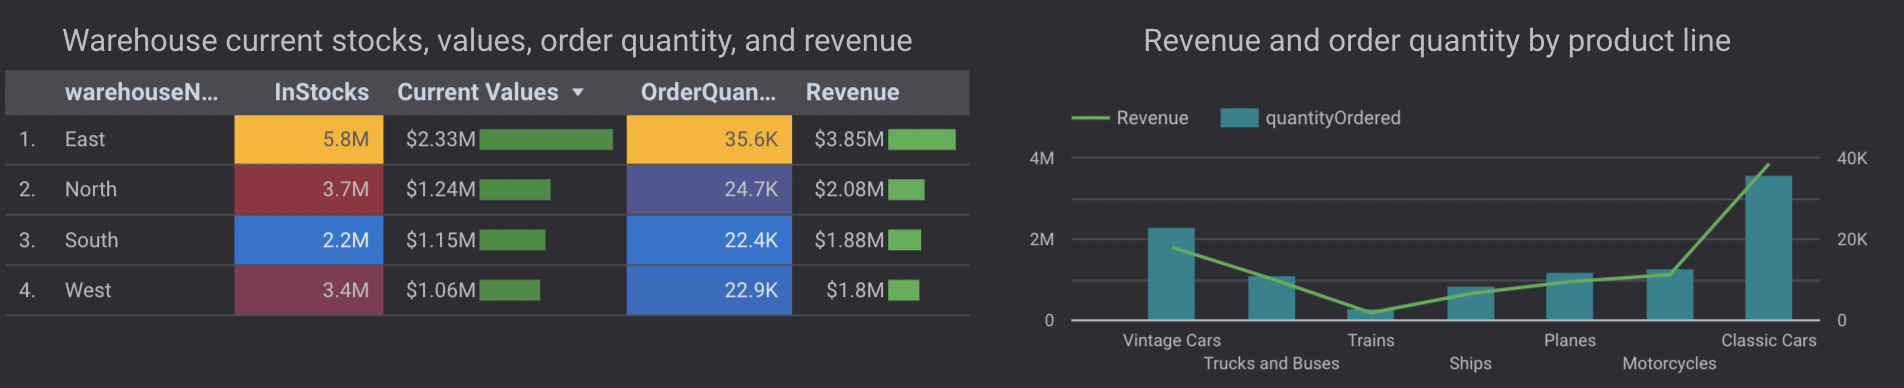 Warehouse current stocks, values, order quantity, and revenue
warehouseN... InStocks Current Values OrderQuan... Revenue
1. East 5.8M $2.33M 35.6K $3.85M
2. North 3.7M $1.24M 24.7K $2.08M
3. South 2.2M $1.15M 22.4K $1.88M
4. West 3.4M $1.06M 22.9K $1.8M
Revenue and order quantity by product line
Revenue quantityOrdered
4M 40K
2M 20K
0 0
Vintage Cars Trains Planes Classic Cars
Trucks and Buses Ships Motorcycles